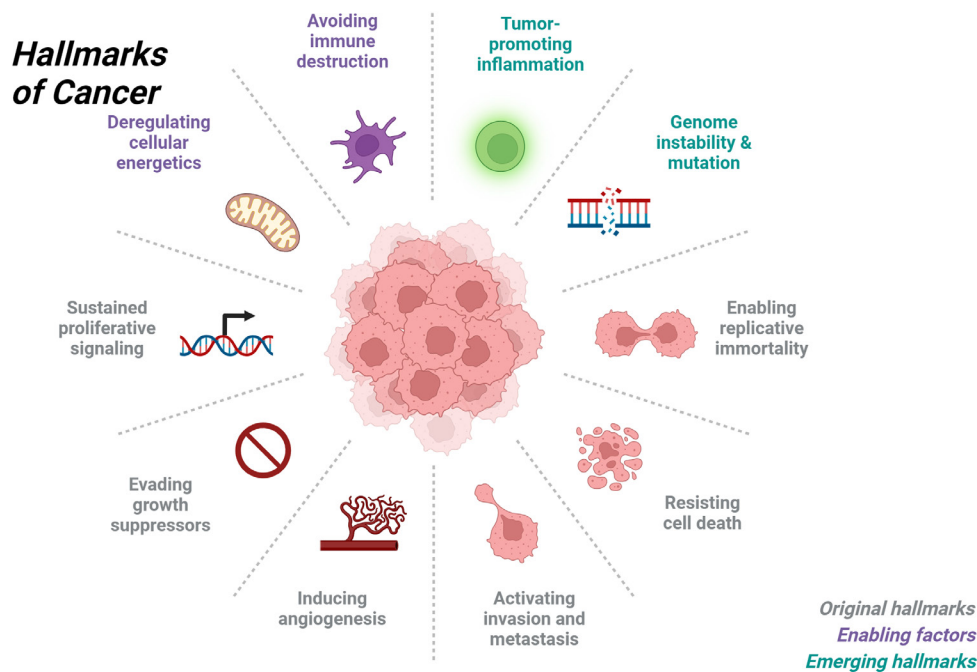 Hallmarks
of Cancer
Avoiding
immune
destruction
Tumor-
promoting
inflammation
Deregulating
cellular
energetics
Genome
instability &
mutation
Sustained
proliferative
signaling
Enabling
replicative
immortality
Evading
growth
suppressors
Resisting
cell death
Inducing
angiogenesis
Activating
invasion and
metastasis
Original hallmarks
Enabling factors
Emerging hallmarks